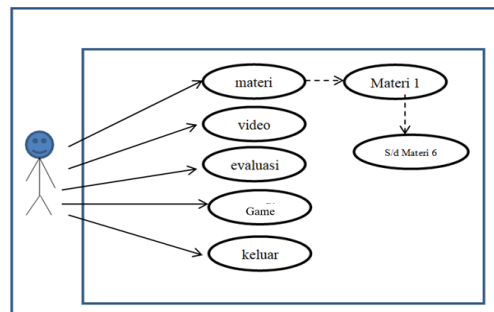 materi
Materi 1
video
S/d Materi 6
evaluasi
Game
keluar